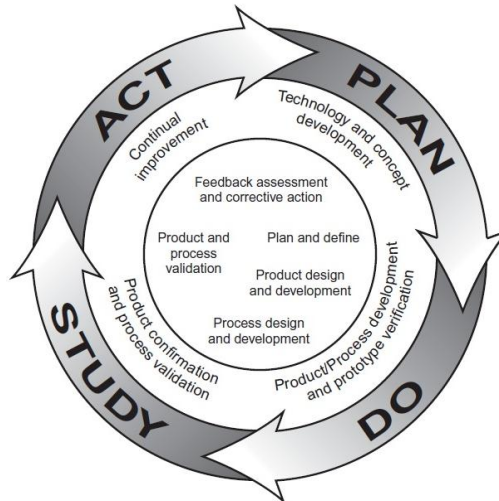 ACT
PLAN
DO
STUDY
Continual
improvement
Technology and concept
development
Product/Process development
and prototype verification
Product confirmation
and process validation
Feedback assessment
and corrective action
Product and
process
validation
Plan and define
Product design
and development
Process design
and development